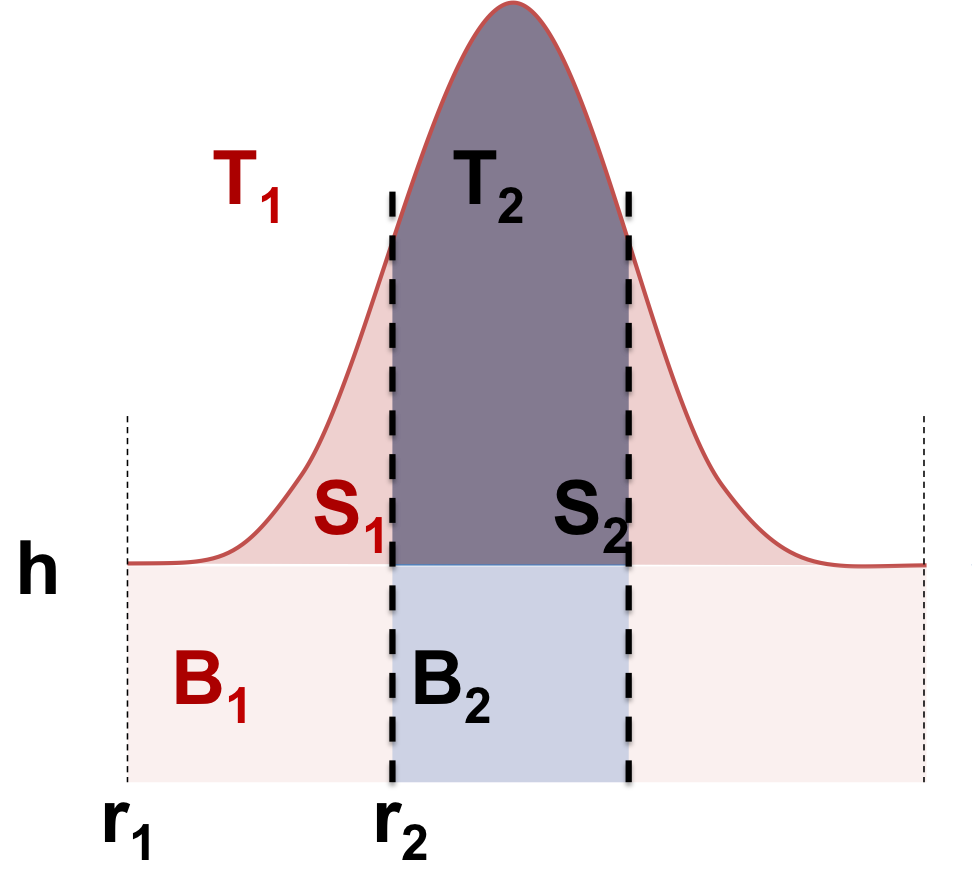 T₁ T₂
S₁ S₂
h
B₁ B₂
r₁ r₂